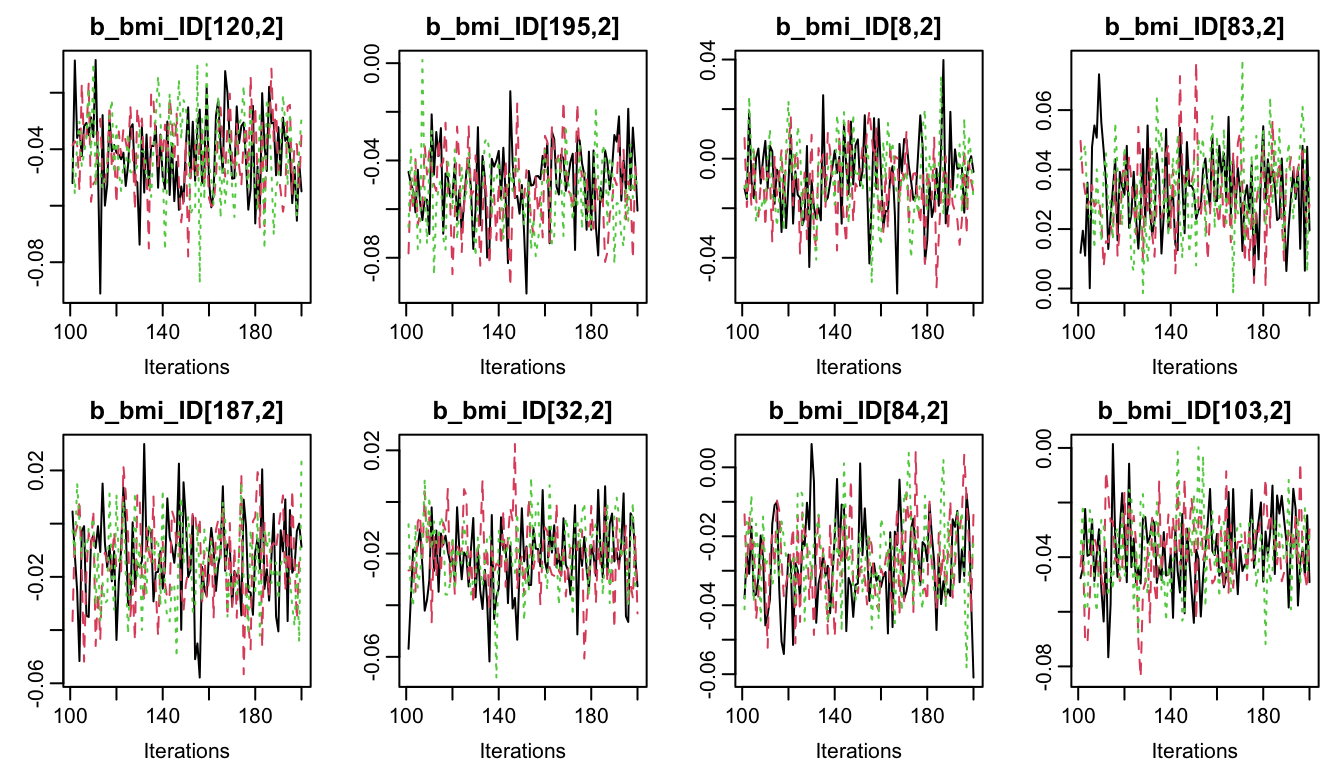 b_bmi_ID[120,2] b_bmi_ID[195,2] b_bmi_ID[8,2] b_bmi_ID[83,2]
-0.04 -0.08
0.00 -0.04 -0.08
0.04 0.00 -0.04
0.06 0.04 0.02 0.00
100 140 180 100 140 180 100 140 180 100 140 180
Iterations Iterations Iterations Iterations
b_bmi_ID[187,2] b_bmi_ID[32,2] b_bmi_ID[84,2] b_bmi_ID[103,2]
0.02 -0.02 -0.06
0.02 -0.02 -0.06
0.00 -0.02 -0.04 -0.06
0.00 -0.04 -0.08
100 140 180 100 140 180 100 140 180 100 140 180
Iterations Iterations Iterations Iterations